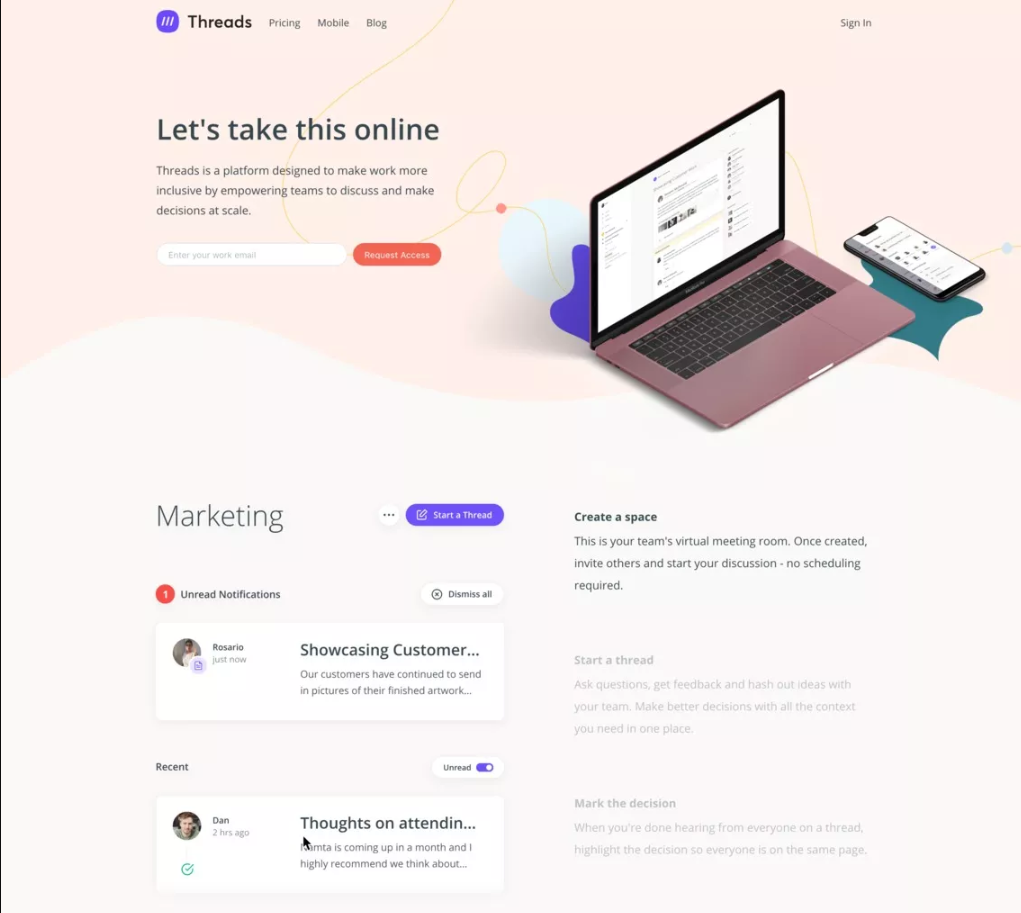 Threads
Pricing
Mobile
Blog
Sign In
Let's take this online
Threads is a platform designed to make work more
inclusive by empowering teams to discuss and make
decisions at scale.
Enter your work email
Request Access
Marketing
Start a Thread
1
Unread Notifications
Dismiss all
Rosario
just now
Showcasing Customer...
Our customers have continued to send
in pictures of their finished artwork...
Recent
Unread
Dan
2 hrs ago
Thoughts on attendin...
is coming up in a month and I
highly recommend we think about...
Create a space
This is your team's virtual meeting room. Once created,
invite others and start your discussion - no scheduling
required.
Start a thread
Ask questions, get feedback and hash out ideas with
your team. Make better decisions with all the context
you need in one place.
Mark the decision
When you're done hearing from everyone on a thread,
highlight the decision so everyone is on the same page.